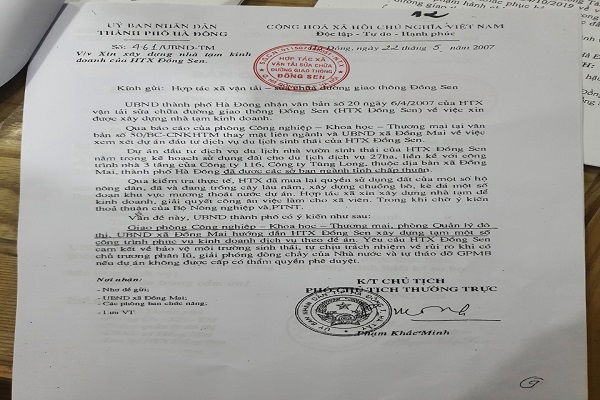 12
ỦY BAN NHÂN DÂN
THÀNH PHỐ HÀ ĐÔNG
CỘNG HOÀ XÃ HỘI CHỦ NGHĨA VIỆT NAM
Độc lập - Tự do - Hạnh phúc
Số: 461/UBND-TM
Hà Đông, ngày 22 tháng 5 năm 2007
V/v Xin xây dựng nhà tạm kinh
doanh của HTX Đồng Sen.
HỢP TÁC XÃ
VẬN TẢI SỬA CHỮA
ĐƯỜNG GIAO THÔNG
ĐỒNG SEN
Kính gửi: Hợp tác xã vận tải - sửa chữa đường giao thông Đồng Sen
UBND thành phố Hà Đông nhận văn bản số 20 ngày 6/4/2007 của HTX
vận tải sửa chữa đường giao thông Đồng Sen (HTX Đồng Sen) về việc xin
được xây dựng nhà tạm kinh doanh.
Qua báo cáo của phòng Công nghiệp - Khoa học - Thương mại tại văn
bản số 50/BC-CNKHTM thay mặt liên ngành và UBND xã Đồng Mai về việc
xem xét dự án đầu tư dịch vụ du lịch sinh thái của HTX Đồng Sen.
Dự án đầu tư dịch vụ du lịch nhà vườn sinh thái của HTX Đồng Sen
nằm trong kế hoạch sử dụng đất cho du lịch dịch vụ 27ha, liền kề với công
trình nhà 3 tầng của Công ty 116, Công ty Tùng Long, thuộc địa bàn xã Đồng
Mai, thành phố Hà Đông đã được các sở ban ngành tỉnh chấp thuận.
Qua kiểm tra thực tế, HTX đã mua lại quyền sử dụng đất của một số hộ
nông dân, đã và đang trồng cây lâu năm, xây dựng chuồng bò, kè đá một số
đoạn khu vực mương thoát nước dự án. HTX xin xây dựng nhà tạm để
kinh doanh, giải quyết công ăn việc làm cho xã viên. Trong khi chờ ý kiến
thoả thuận của Bộ Nông nghiệp và PTNT.
Vấn đề này, UBND thành phố có ý kiến như sau:
Giao phòng Công nghiệp - Khoa học - Thương mại, phòng Quản lý đô
thị, UBND xã Đồng Mai hướng dẫn HTX Đồng Sen xây dựng tạm một số
công trình phục vụ kinh doanh dịch vụ theo đề án. Yêu cầu HTX Đồng Sen
cam kết về bảo vệ môi trường sinh thái, tự chịu trách nhiệm về rủi ro khi có
chủ trương phân lũ, giải phóng dòng chảy của Nhà nước và tự tháo dỡ GPMB
nếu dự án không được cấp có thẩm quyền phê duyệt.
Nơi nhận:
- Như đề gửi;
- UBND xã Đồng Mai;
- Các phòng ban chức năng,
- Lưu VT
K/T CHỦ TỊCH
PHÓ CHỦ TỊCH THƯỜNG TRỰC
Phạm Khắc Minh